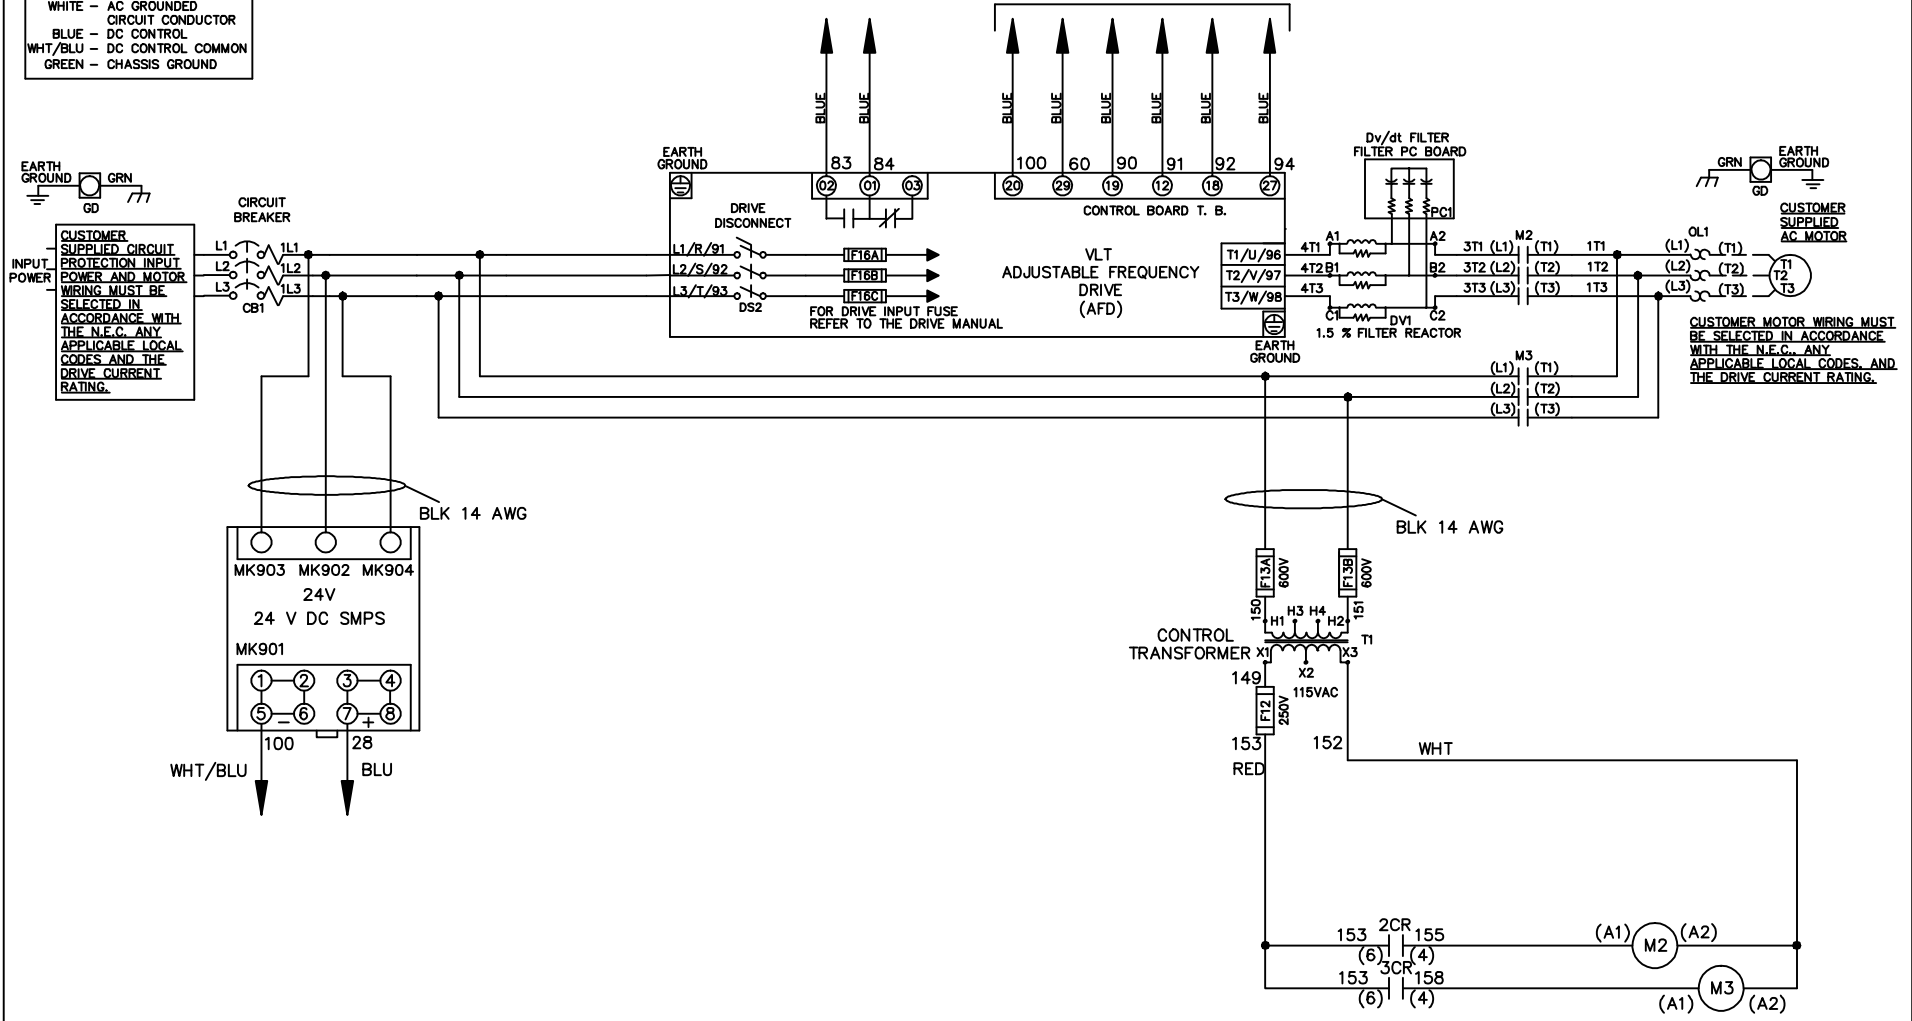 WHITE – AC GROUNDED
CIRCUIT CONDUCTOR
BLUE – DC CONTROL
WHT/BLU – DC CONTROL COMMON
GREEN – CHASSIS GROUND
BLUE
BLUE
BLUE
BLUE
BLUE
BLUE
BLUE
BLUE
83
84
100
60
90
91
92
94
02
01
03
20
29
19
12
18
27
CONTROL BOARD T. B.
EARTH
GROUND
GRN
GD
CIRCUIT
BREAKER
INPUT
POWER
CUSTOMER
SUPPLIED CIRCUIT
PROTECTION INPUT
POWER AND MOTOR
WIRING MUST BE
SELECTED IN
ACCORDANCE WITH
THE N.E.C. ANY
APPLICABLE LOCAL
CODES AND THE
DRIVE CURRENT
RATING.
L1
L2
L3
1L1
1L2
1L3
CB1
EARTH
GROUND
DRIVE
DISCONNECT
L1/R/91
L2/S/92
L3/T/93
DS2
F16A
F16B
F16C
FOR DRIVE INPUT FUSE
REFER TO THE DRIVE MANUAL
VLT
ADJUSTABLE FREQUENCY
DRIVE
(AFD)
T1/U/96
T2/V/97
T3/W/98
EARTH
GROUND
Dv/dt FILTER
FILTER PC BOARD
PC1
4T1
4T2
4T3
A1
B1
C1
A2
B2
C2
DV1
1.5 % FILTER REACTOR
3T1 (L1)
3T2 (L2)
3T3 (L3)
M2
(T1)
(T2)
(T3)
1T1
1T2
1T3
(L1)
(L2)
(L3)
OL1
(T1)
(T2)
(T3)
T1
T2
T3
GRN
GD
EARTH
GROUND
CUSTOMER
SUPPLIED
AC MOTOR
CUSTOMER MOTOR WIRING MUST
BE SELECTED IN ACCORDANCE
WITH THE N.E.C., ANY
APPLICABLE LOCAL CODES, AND
THE DRIVE CURRENT RATING.
M3
(L1) (T1)
(L2) (T2)
(L3) (T3)
BLK 14 AWG
MK903 MK902 MK904
24V
24 V DC SMPS
MK901
1 2 3 4
5 – 6 7 + 8
100
28
WHT/BLU
BLU
BLK 14 AWG
F13A
600V
F13B
600V
150
151
H1 H3 H4 H2
CONTROL
TRANSFORMER
T1
X1
X2
X3
149
115VAC
F12
250V
153
152
RED
WHT
2CR
153
155
(6)
(4)
(A1)
M2
(A2)
3CR
153
158
(6)
(4)
(A1)
M3
(A2)